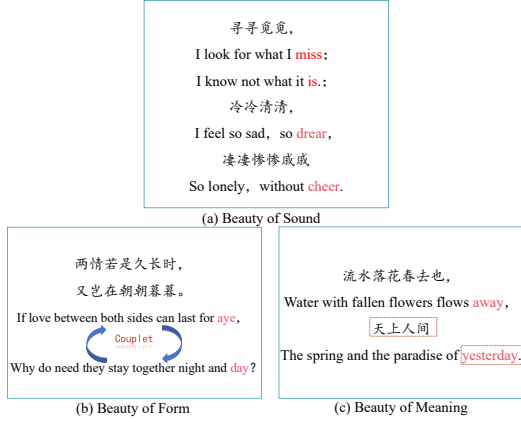 寻寻觅觅，
I look for what I miss；
I know not what it is.；
冷冷清清，
I feel so sad，so drear，
凄凄惨惨戚戚
So lonely，without cheer.
(a) Beauty of Sound
两情若是久长时，
又岂在朝朝暮暮。
If love between both sides can last for aye，
Couplet
Why do need they stay together night and day？
(b) Beauty of Form
流水落花春去也，
Water with fallen flowers flows away，
天上人间
The spring and the paradise of yesterday.
(c) Beauty of Meaning